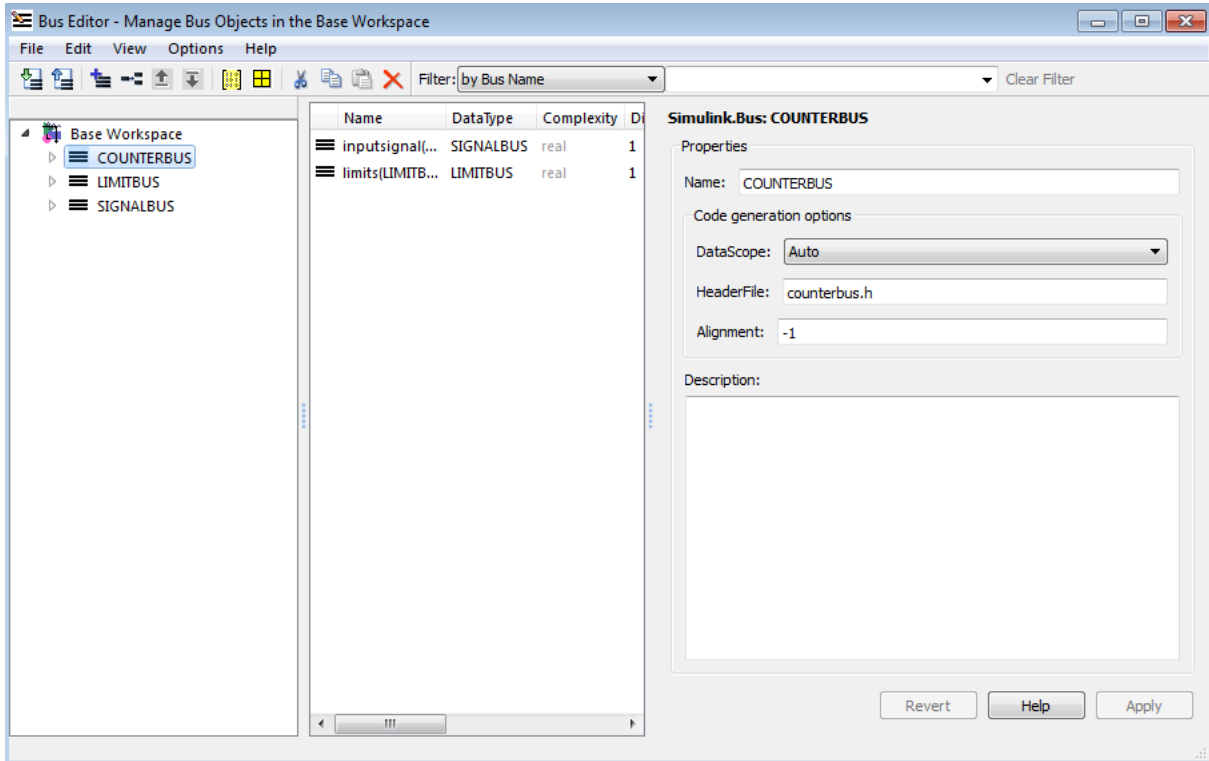 Bus Editor - Manage Bus Objects in the Base Workspace
File Edit View Options Help
Filter: by Bus Name Clear Filter
Base Workspace
COUNTERBUS
LIMITBUS
SIGNALBUS
Name DataType Complexity Di
inputsignal(... SIGNALBUS real 1
limits(LIMITB... LIMITBUS real 1
Simulink.Bus: COUNTERBUS
Properties
Name: COUNTERBUS
Code generation options
DataScope: Auto
HeaderFile: counterbus.h
Alignment: -1
Description:
Revert Help Apply